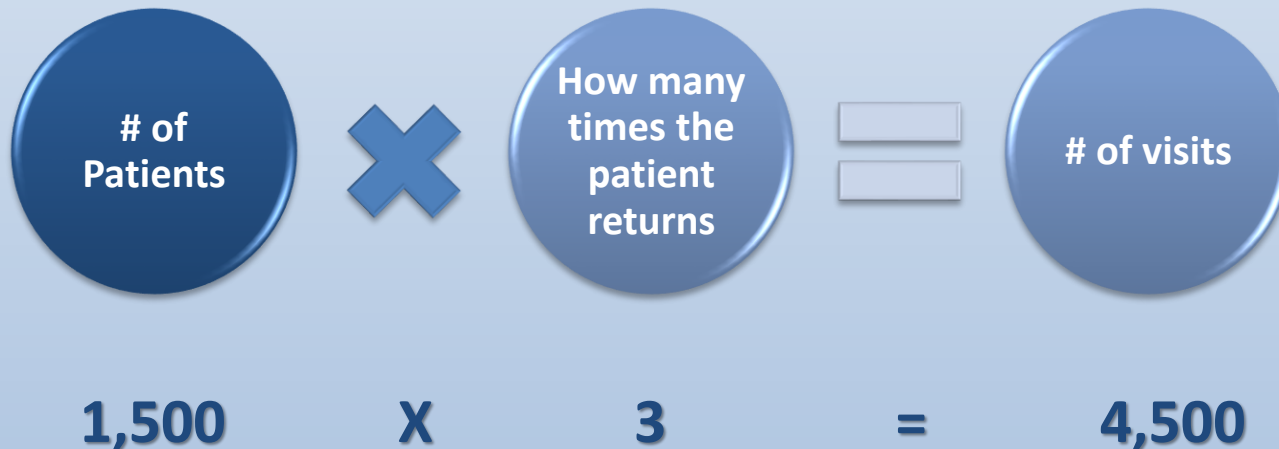 # of
Patients
How many
times the
patient
returns
# of visits
1,500 X 3 = 4,500